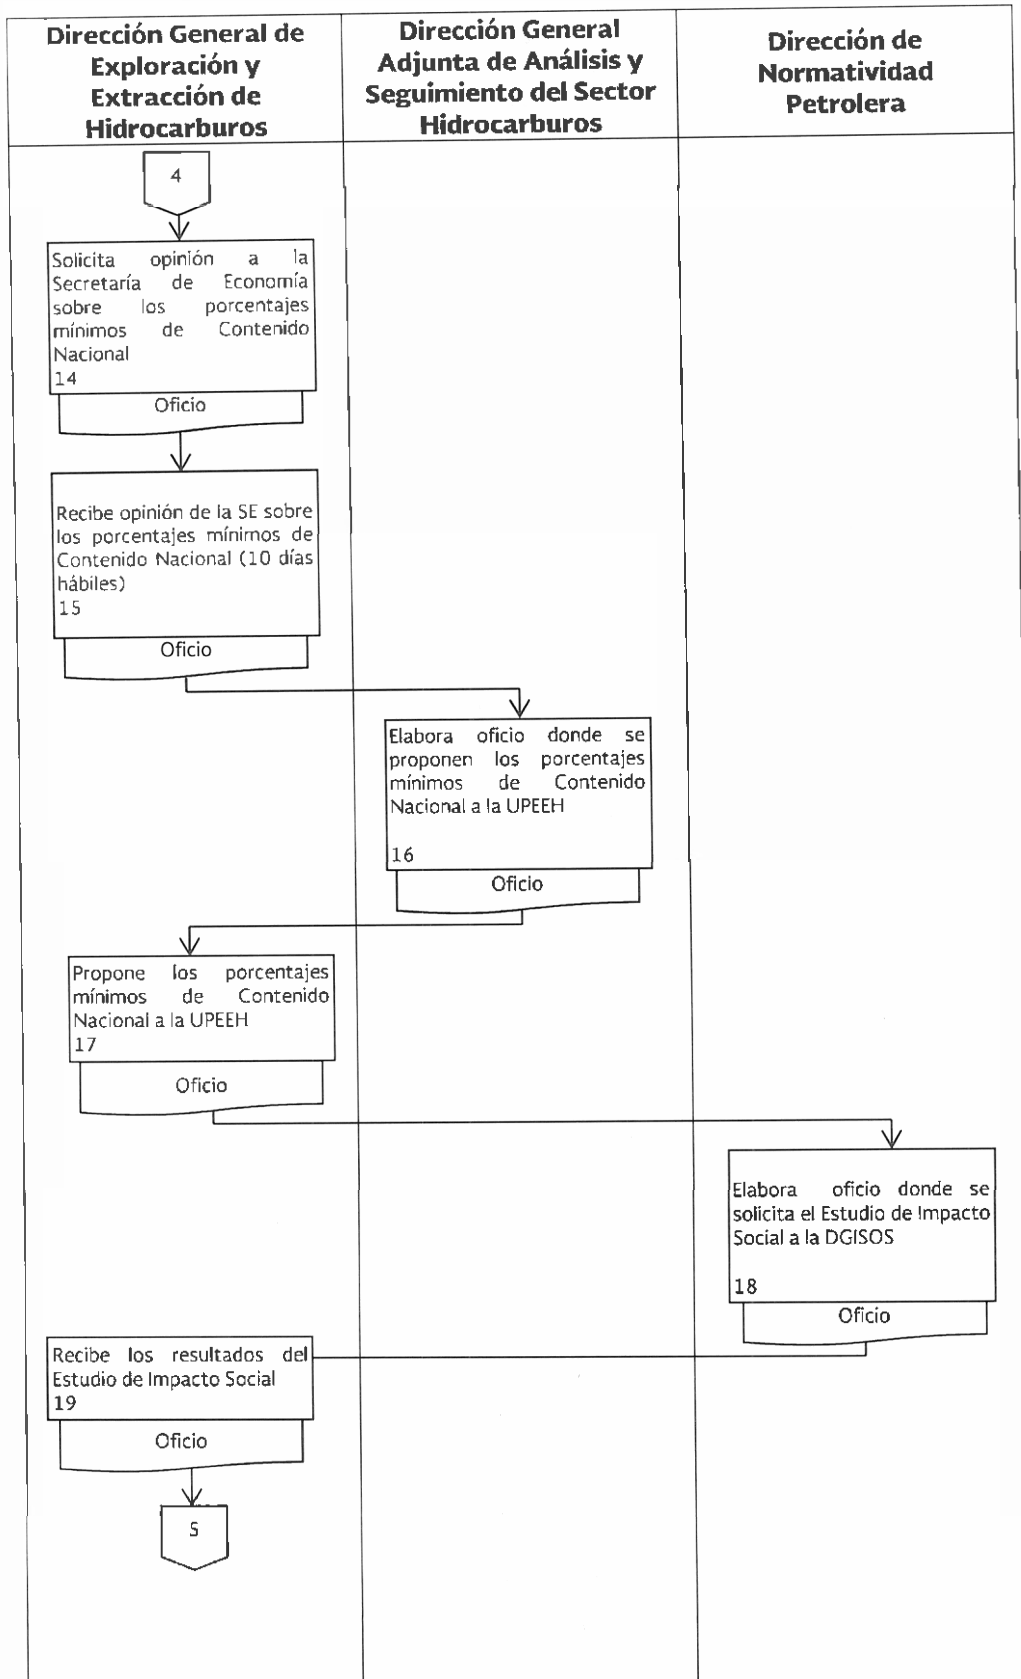 Dirección General de
Exploración y
Extracción de
Hidrocarburos
Dirección General
Adjunta de Análisis y
Seguimiento del Sector
Hidrocarburos
Dirección de
Normatividad
Petrolera
4
Solicita opinión a la
Secretaría de Economía
sobre los porcentajes
mínimos de Contenido
Nacional
14
Oficio
Recibe opinión de la SE sobre
los porcentajes mínimos de
Contenido Nacional (10 días
hábiles)
15
Oficio
Elabora oficio donde se
proponen los porcentajes
mínimos de Contenido
Nacional a la UPEEH
16
Oficio
Propone los porcentajes
mínimos de Contenido
Nacional a la UPEEH
17
Oficio
Elabora oficio donde se
solicita el Estudio de Impacto
Social a la DGISOS
18
Oficio
Recibe los resultados del
Estudio de Impacto Social
19
Oficio
5